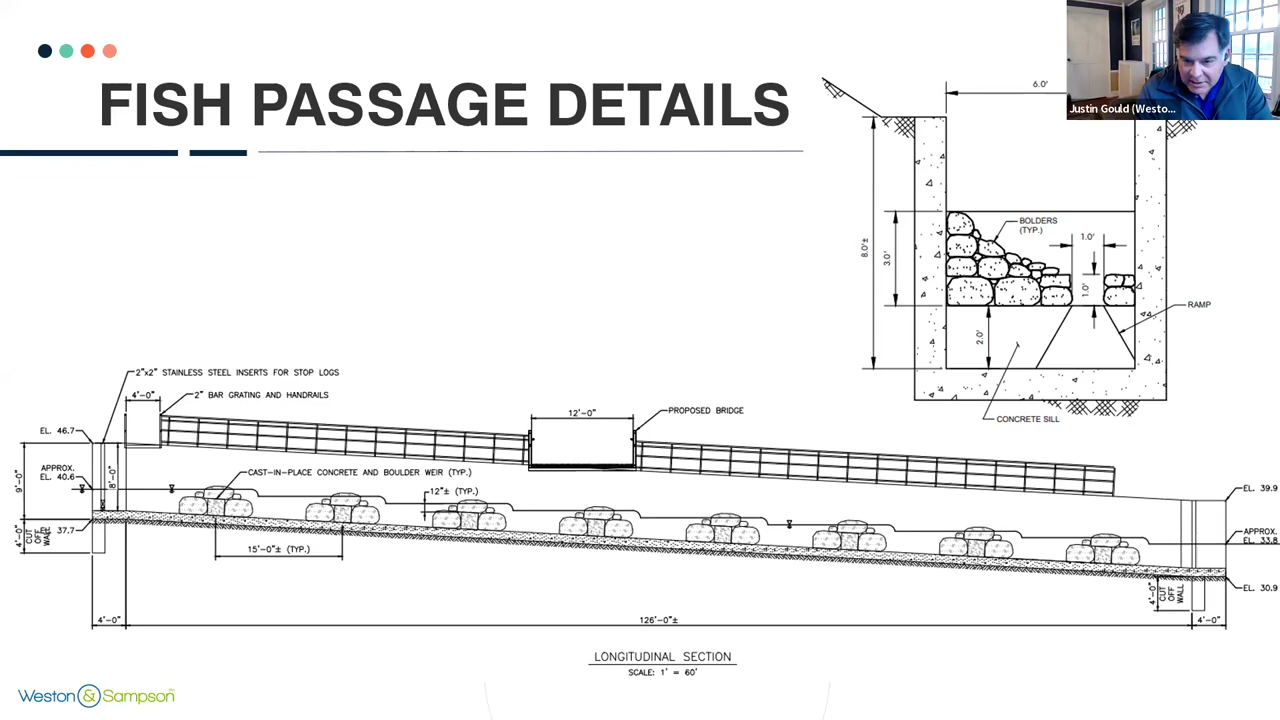 FISH PASSAGE DETAILS
Justin Gould (Westo...
6.0'
8.0'±
3.0'
BOLDERS
(TYP.)
1.0'
1.0'
2.0'
RAMP
CONCRETE SILL
2"x2" STAINLESS STEEL INSERTS FOR STOP LOGS
4'-0"
2" BAR GRATING AND HANDRAILS
12'-0"
PROPOSED BRIDGE
EL. 46.7
APPROX.
EL. 40.6
9'-0"
8'-0"
CAST-IN-PLACE CONCRETE AND BOULDER WEIR (TYP.)
12"± (TYP.)
EL. 39.9
APPROX.
EL. 33.8
37.7
4'-0"
CUT
OFF
WALL
15'-0"± (TYP.)
EL. 30.9
4'-0"
CUT
OFF
WALL
4'-0"
126'-0"±
4'-0"
LONGITUDINAL SECTION
SCALE: 1' = 60'
Weston & Sampson